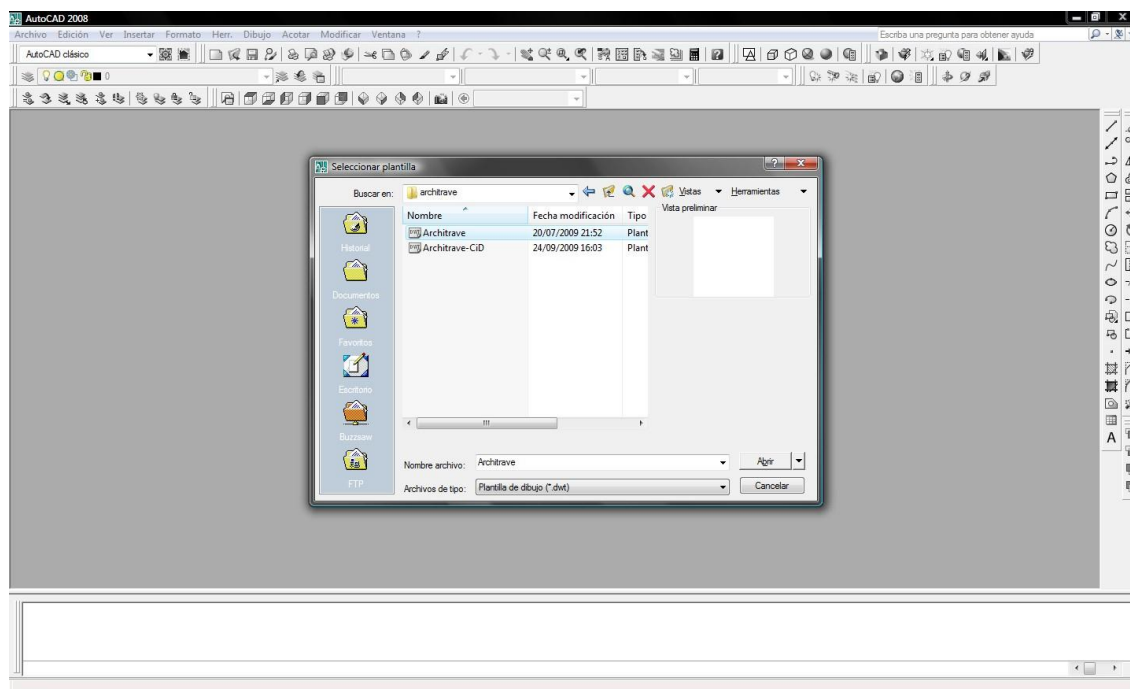 AutoCAD 2008
Archivo Edición Ver Insertar Formato Herr. Dibujo Acotar Modificar Ventana ?
Escriba una pregunta para obtener ayuda
AutoCAD clásico
0
Seleccionar plantilla
Buscar en: architrave
Vistas Herramientas
Nombre Fecha modificación Tipo
Vista preliminar
Architrave 20/07/2009 21:52 Plant
Architrave-CiD 24/09/2009 16:03 Plant
Historial
Documentos
Favoritos
Escritorio
Buzzsaw
FTP
Nombre archivo: Architrave
Abrir
Archivos de tipo: Plantilla de dibujo (*.dwt)
Cancelar
A